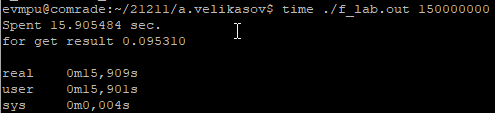 evmpu@comrade:~/21211/a.velikasov$ time ./f_lab.out 150000000
Spent 15.905484 sec.
for get result 0.095310
real 0m15,909s
user 0m15,901s
sys 0m0,004s